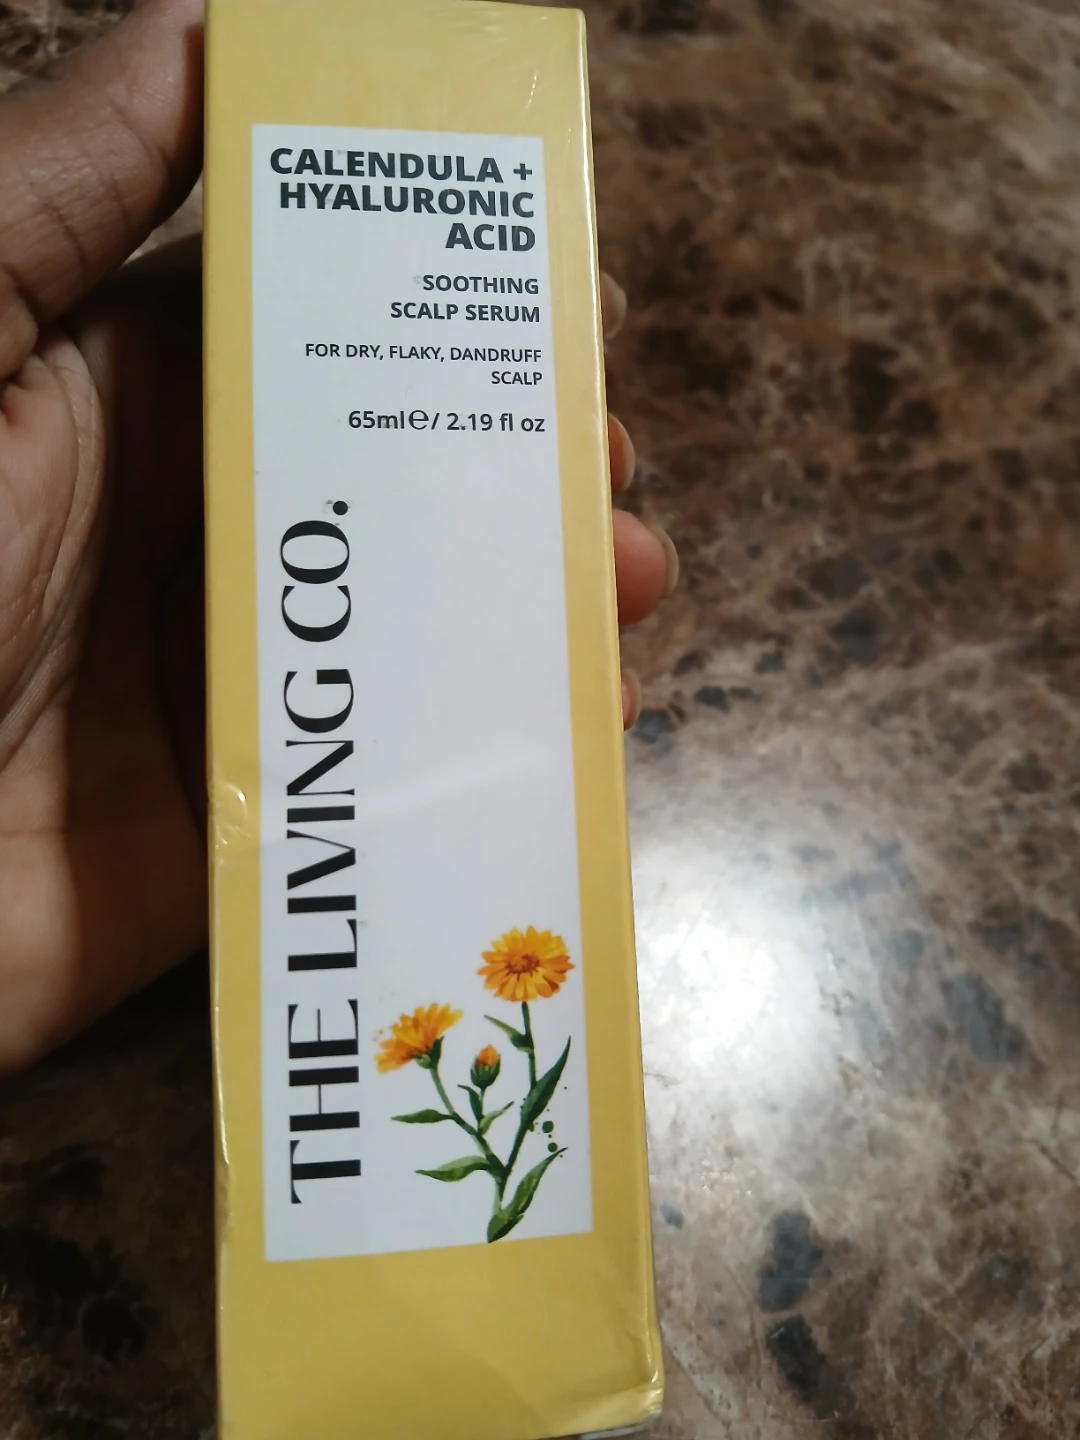 CALENDULA +
HYALURONIC
ACID
SOOTHING
SCALP SERUM
FOR DRY, FLAKY, DANDRUFF
SCALP
65ml℮/ 2.19 fl oz
THE LIVING CO.